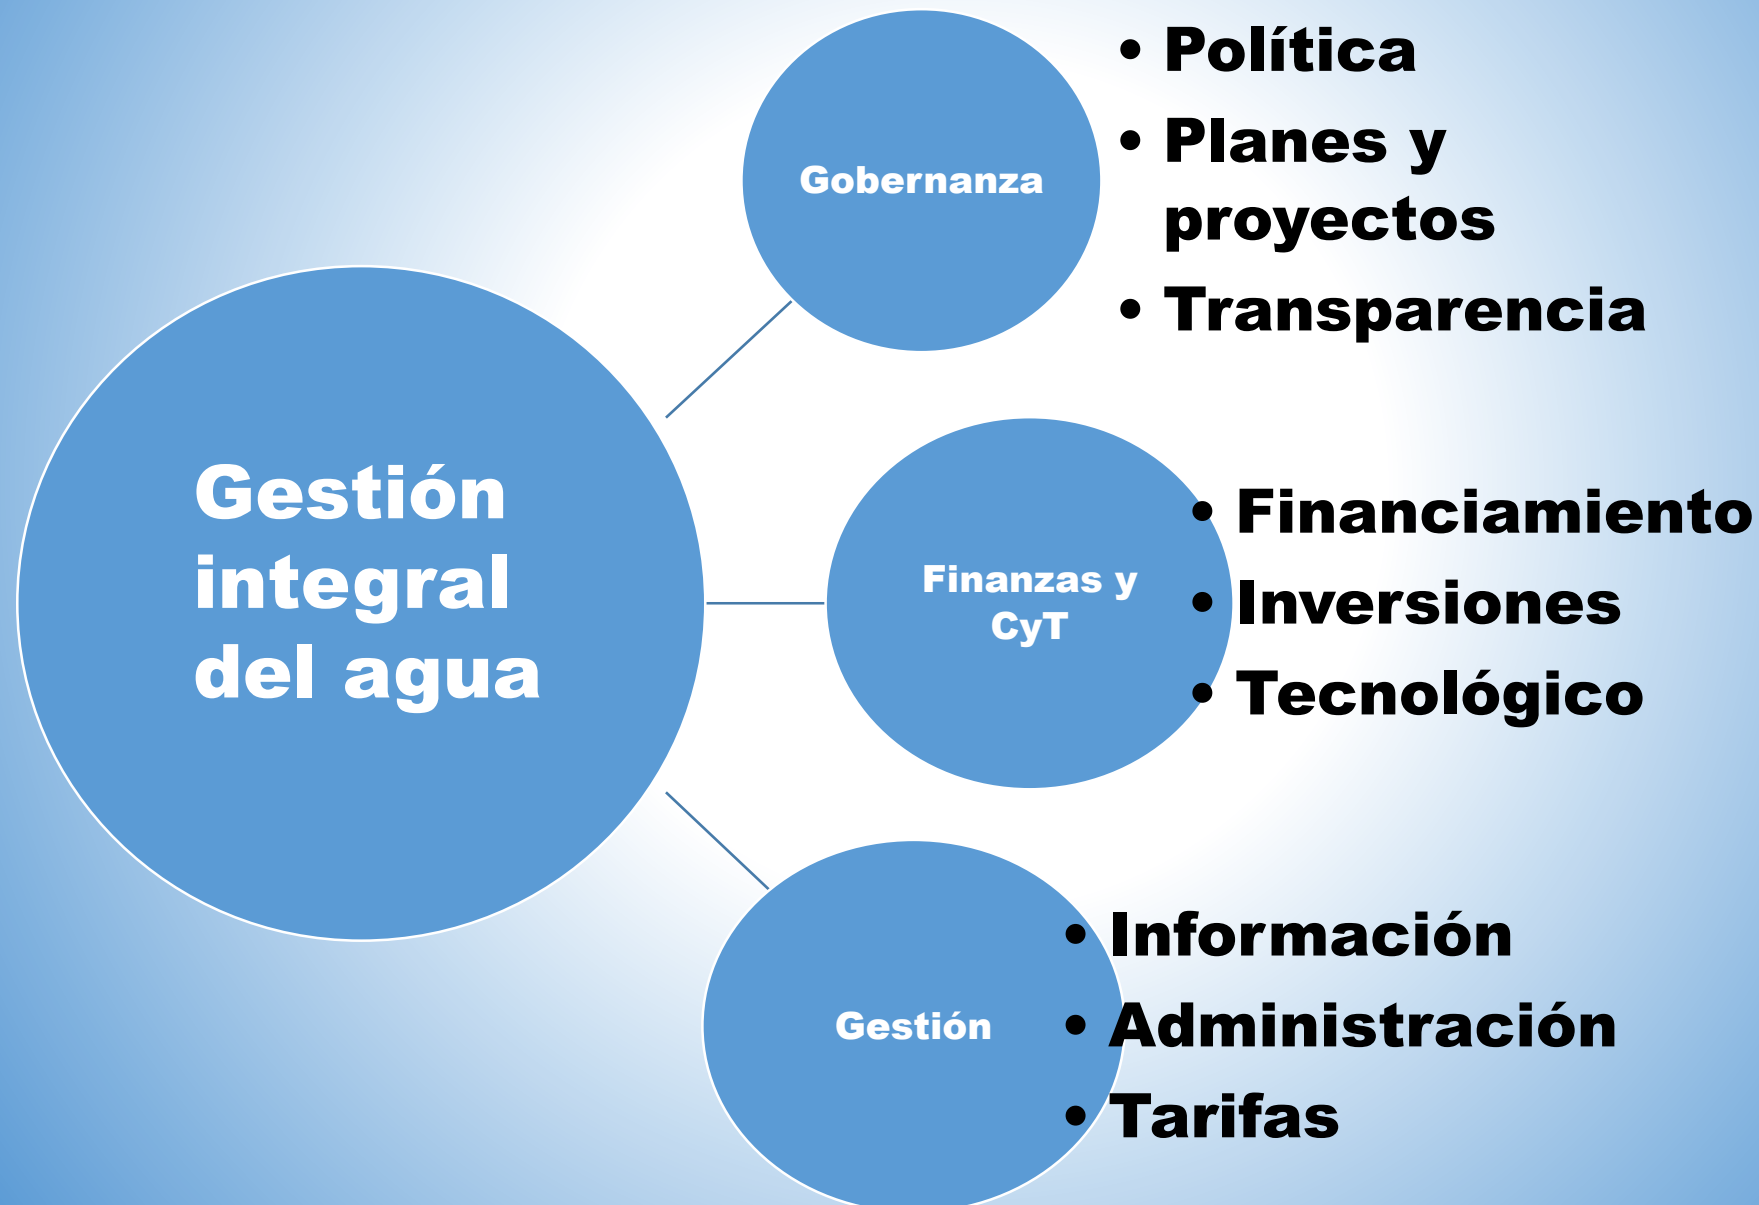 Gestión
integral
del agua
Gobernanza
• Política
• Planes y
proyectos
• Transparencia
Finanzas y
CyT
• Financiamiento
• Inversiones
• Tecnológico
Gestión
• Información
• Administración
• Tarifas